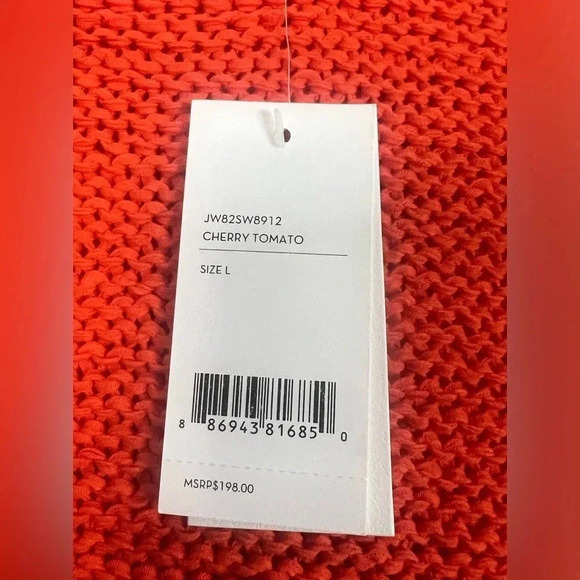 JW82SW8912
CHERRY TOMATO
SIZE L
8 86943 81685 0
MSRP$198.00